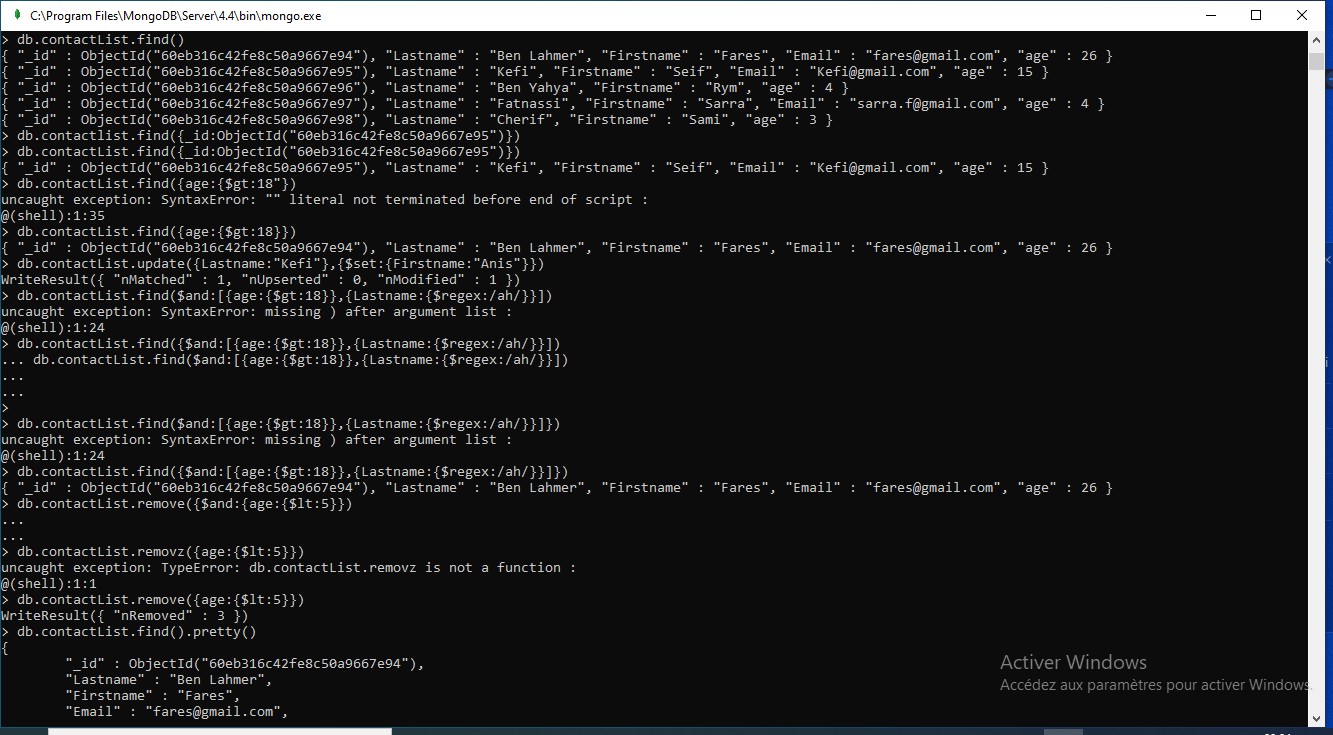 C:\Program Files\MongoDB\Server\4.4\bin\mongo.exe
> db.contactList.find()
{ "_id" : ObjectId("60eb316c42fe8c50a9667e94"), "Lastname" : "Ben Lahmer", "Firstname" : "Fares", "Email" : "fares@gmail.com", "age" : 26 }
{ "_id" : ObjectId("60eb316c42fe8c50a9667e95"), "Lastname" : "Kefi", "Firstname" : "Seif", "Email" : "Kefi@gmail.com", "age" : 15 }
{ "_id" : ObjectId("60eb316c42fe8c50a9667e96"), "Lastname" : "Ben Yahya", "Firstname" : "Rym", "age" : 4 }
{ "_id" : ObjectId("60eb316c42fe8c50a9667e97"), "Lastname" : "Fatnassi", "Firstname" : "Sarra", "Email" : "sarra.f@gmail.com", "age" : 4 }
{ "_id" : ObjectId("60eb316c42fe8c50a9667e98"), "Lastname" : "Cherif", "Firstname" : "Sami", "age" : 3 }
> db.contactlist.find({_id:ObjectId("60eb316c42fe8c50a9667e95")})
> db.contactList.find({_id:ObjectId("60eb316c42fe8c50a9667e95")})
{ "_id" : ObjectId("60eb316c42fe8c50a9667e95"), "Lastname" : "Kefi", "Firstname" : "Seif", "Email" : "Kefi@gmail.com", "age" : 15 }
> db.contactList.find({age:{$gt:18"})
uncaught exception: SyntaxError: "" literal not terminated before end of script :
@(shell):1:35
> db.contactList.find({age:{$gt:18}})
{ "_id" : ObjectId("60eb316c42fe8c50a9667e94"), "Lastname" : "Ben Lahmer", "Firstname" : "Fares", "Email" : "fares@gmail.com", "age" : 26 }
> db.contactList.update({Lastname:"Kefi"},{$set:{Firstname:"Anis"}})
WriteResult({ "nMatched" : 1, "nUpserted" : 0, "nModified" : 1 })
> db.contactList.find($and:[{age:{$gt:18}},{Lastname:{$regex:/ah/}}])
uncaught exception: SyntaxError: missing ) after argument list :
@(shell):1:24
> db.contactList.find({$and:[{age:{$gt:18}},{Lastname:{$regex:/ah/}}])
... db.contactList.find($and:[{age:{$gt:18}},{Lastname:{$regex:/ah/}}])
...
...
>
> db.contactList.find($and:[{age:{$gt:18}},{Lastname:{$regex:/ah/}}]})
uncaught exception: SyntaxError: missing ) after argument list :
@(shell):1:24
> db.contactList.find({$and:[{age:{$gt:18}},{Lastname:{$regex:/ah/}}]})
{ "_id" : ObjectId("60eb316c42fe8c50a9667e94"), "Lastname" : "Ben Lahmer", "Firstname" : "Fares", "Email" : "fares@gmail.com", "age" : 26 }
> db.contactList.remove({$and:{age:{$lt:5}})
...
...
> db.contactList.removz({age:{$lt:5}})
uncaught exception: TypeError: db.contactList.removz is not a function :
@(shell):1:1
> db.contactList.remove({age:{$lt:5}})
WriteResult({ "nRemoved" : 3 })
> db.contactList.find().pretty()
{
"_id" : ObjectId("60eb316c42fe8c50a9667e94"),
"Lastname" : "Ben Lahmer",
"Firstname" : "Fares",
"Email" : "fares@gmail.com",
Activer Windows
Accédez aux paramètres pour activer Windows.